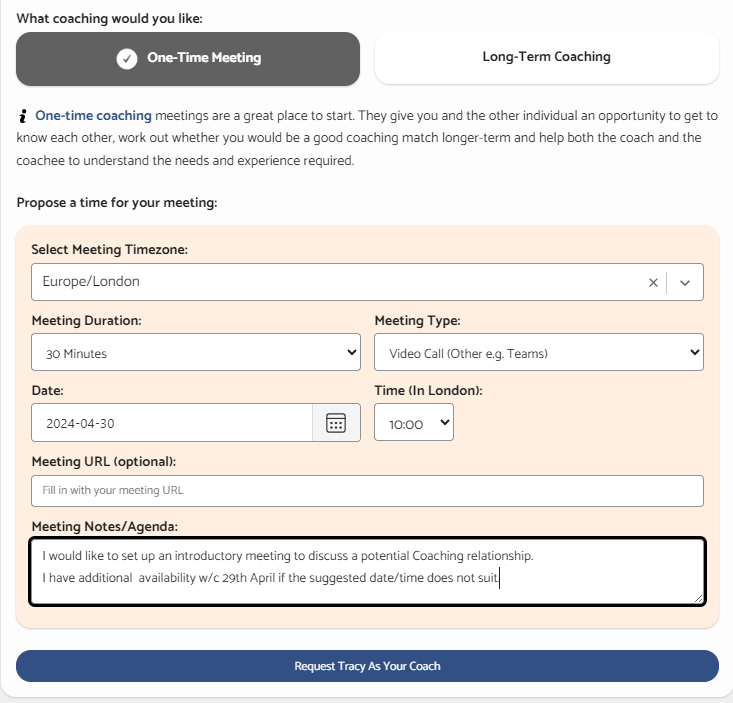 What coaching would you like:
One-Time Meeting
Long-Term Coaching
i One-time coaching meetings are a great place to start. They give you and the other individual an opportunity to get to
know each other, work out whether you would be a good coaching match longer-term and help both the coach and the
coachee to understand the needs and experience required.
Propose a time for your meeting:
Select Meeting Timezone:
Europe/London
Meeting Duration:
Meeting Type:
30 Minutes
Video Call (Other e.g. Teams)
Date:
Time (In London):
2024-04-30
10:00
Meeting URL (optional):
Fill in with your meeting URL
Meeting Notes/Agenda:
I would like to set up an introductory meeting to discuss a potential Coaching relationship.
I have additional  availability w/c 29th April if the suggested date/time does not suit.
Request Tracy As Your Coach